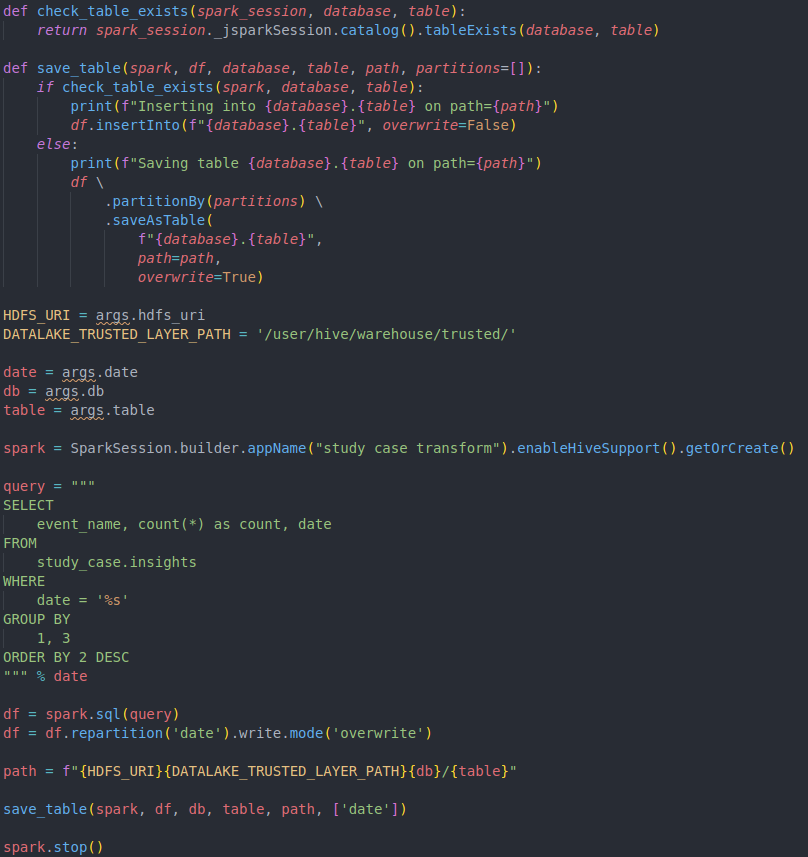 def check_table_exists(spark_session, database, table):
    return spark_session._jsparkSession.catalog().tableExists(database, table)

def save_table(spark, df, database, table, path, partitions=[]):
    if check_table_exists(spark, database, table):
        print(f"Inserting into {database}.{table} on path={path}")
        df.insertInto(f"{database}.{table}", overwrite=False)
    else:
        print(f"Saving table {database}.{table} on path={path}")
        df \
            .partitionBy(partitions) \
            .saveAsTable(
                f"{database}.{table}",
                path=path,
                overwrite=True)

HDFS_URI = args.hdfs_uri
DATALAKE_TRUSTED_LAYER_PATH = '/user/hive/warehouse/trusted/'

date = args.date
db = args.db
table = args.table

spark = SparkSession.builder.appName("study case transform").enableHiveSupport().getOrCreate()

query = """
SELECT
    event_name, count(*) as count, date
FROM
    study_case.insights
WHERE
    date = '%s'
GROUP BY
    1, 3
ORDER BY 2 DESC
""" % date

df = spark.sql(query)
df = df.repartition('date').write.mode('overwrite')

path = f"{HDFS_URI}{DATALAKE_TRUSTED_LAYER_PATH}{db}/{table}"

save_table(spark, df, db, table, path, ['date'])

spark.stop()